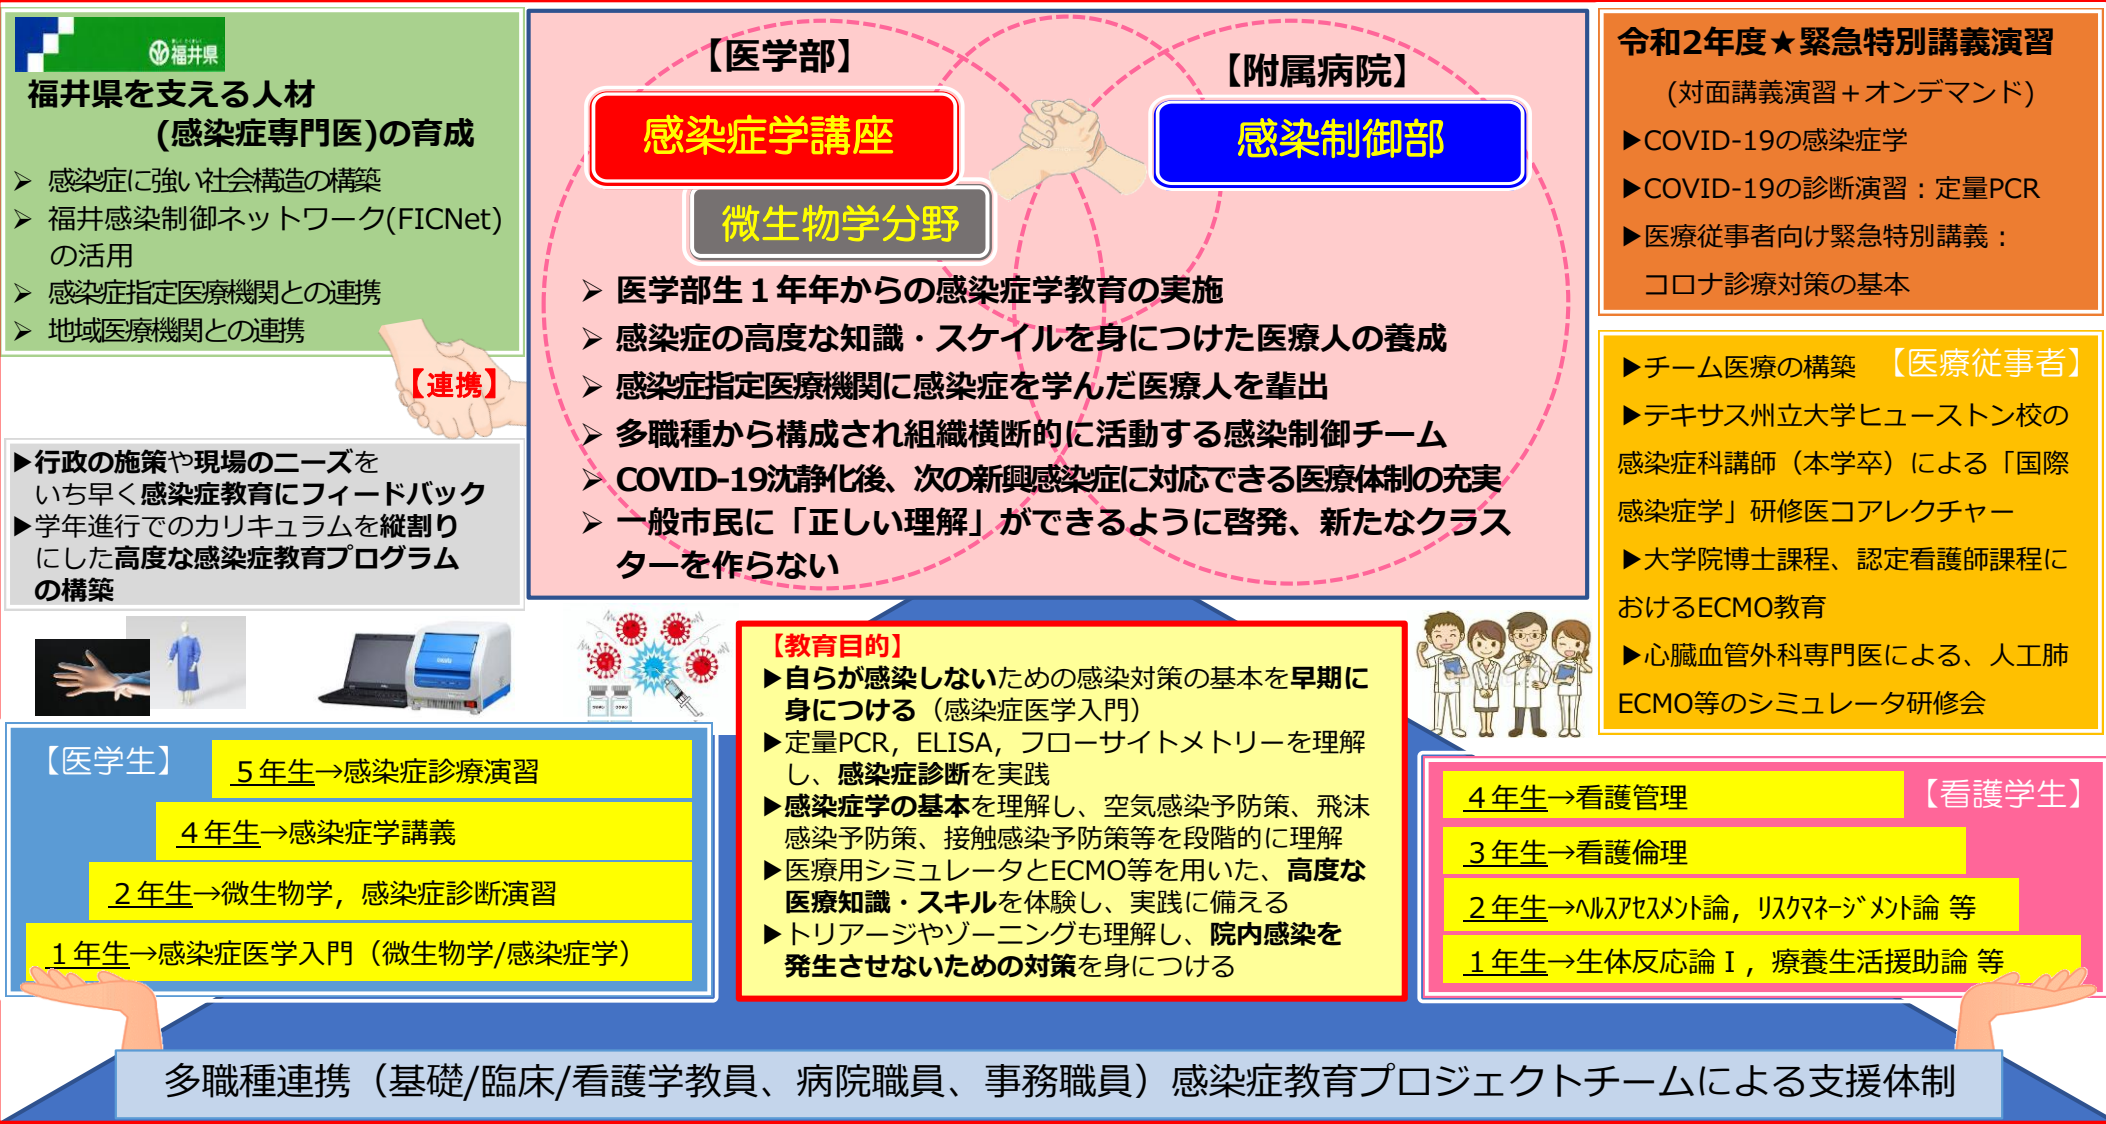 福井県
福井県を支える人材
(感染症専門医)の育成
➢ 感染症に強い社会構造の構築
➢ 福井感染制御ネットワーク(FICNet)
の活用
➢ 感染症指定医療機関との連携
➢ 地域医療機関との連携
【連携】
▶行政の施策や現場のニーズを
いち早く感染症教育にフィードバック
▶学年進行でのカリキュラムを縦割り
にした高度な感染症教育プログラム
の構築
【医学部】
感染症学講座
微生物学分野
【附属病院】
感染制御部
➢ 医学部生１年年からの感染症学教育の実施
➢ 感染症の高度な知識・スケイルを身につけた医療人の養成
➢ 感染症指定医療機関に感染症を学んだ医療人を輩出
➢ 多職種から構成され組織横断的に活動する感染制御チーム
➢ COVID-19沈静化後、次の新興感染症に対応できる医療体制の充実
➢ 一般市民に「正しい理解」ができるように啓発、新たなクラス
ターを作らない
令和2年度★緊急特別講義演習
(対面講義演習＋オンデマンド)
▶COVID-19の感染症学
▶COVID-19の診断演習：定量PCR
▶医療従事者向け緊急特別講義：
コロナ診療対策の基本
【医療従事者】
▶チーム医療の構築
▶テキサス州立大学ヒューストン校の
感染症科講師（本学卒）による「国際
感染症学」研修医コアレクチャー
▶大学院博士課程、認定看護師課程に
おけるECMO教育
▶心臓血管外科専門医による、人工肺
ECMO等のシミュレータ研修会
【医学生】
５年生→感染症診療演習
４年生→感染症学講義
２年生→微生物学，感染症診断演習
１年生→感染症医学入門（微生物学/感染症学）
【教育目的】
▶自らが感染しないための感染対策の基本を早期に
身につける（感染症医学入門）
▶定量PCR，ELISA，フローサイトメトリーを理解
し、感染症診断を実践
▶感染症学の基本を理解し、空気感染予防策、飛沫
感染予防策、接触感染予防策等を段階的に理解
▶医療用シミュレータとECMO等を用いた、高度な
医療知識・スキルを体験し、実践に備える
▶トリアージやゾーニングも理解し、院内感染を
発生させないための対策を身につける
【看護学生】
４年生→看護管理
３年生→看護倫理
２年生→ﾍﾙｽｱｾｽﾒﾝﾄ論，ﾘｽｸﾏﾈｰｼﾞﾒﾝﾄ論 等
１年生→生体反応論Ⅰ，療養生活援助論 等
多職種連携（基礎/臨床/看護学教員、病院職員、事務職員）感染症教育プロジェクトチームによる支援体制